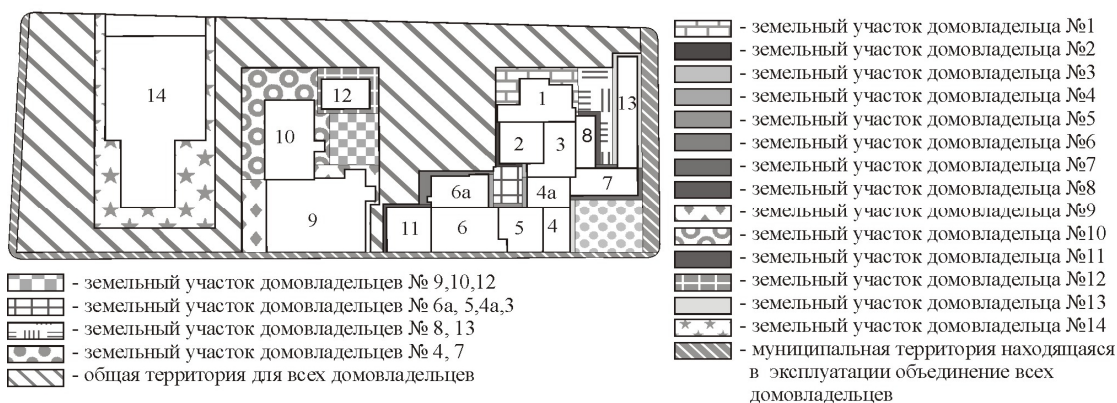 14
12
10
9
1
2
3
8
13
7
6а
4а
11
6
5
4
- земельный участок домовладельцев № 9,10,12
- земельный участок домовладельцев № 6а, 5,4а,3
- земельный участок домовладельцев № 8, 13
- земельный участок домовладельцев № 4, 7
- общая территория для всех домовладельцев
- земельный участок домовладельца №1
- земельный участок домовладельца №2
- земельный участок домовладельца №3
- земельный участок домовладельца №4
- земельный участок домовладельца №5
- земельный участок домовладельца №6
- земельный участок домовладельца №7
- земельный участок домовладельца №8
- земельный участок домовладельца №9
- земельный участок домовладельца №10
- земельный участок домовладельца №11
- земельный участок домовладельца №12
- земельный участок домовладельца №13
- земельный участок домовладельца №14
- муниципальная территория находящаяся
в эксплуатации объединение всех
домовладельцев